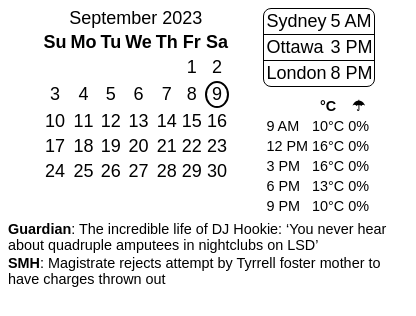 September 2023
Su Mo Tu We Th Fr Sa
1 2
3 4 5 6 7 8 9
10 11 12 13 14 15 16
17 18 19 20 21 22 23
24 25 26 27 28 29 30
Sydney 5 AM
Ottawa 3 PM
London 8 PM
°C ☂
9 AM 10°C 0%
12 PM 16°C 0%
3 PM 16°C 0%
6 PM 13°C 0%
9 PM 10°C 0%
Guardian: The incredible life of DJ Hookie: ‘You never hear
about quadruple amputees in nightclubs on LSD’
SMH: Magistrate rejects attempt by Tyrrell foster mother to
have charges thrown out